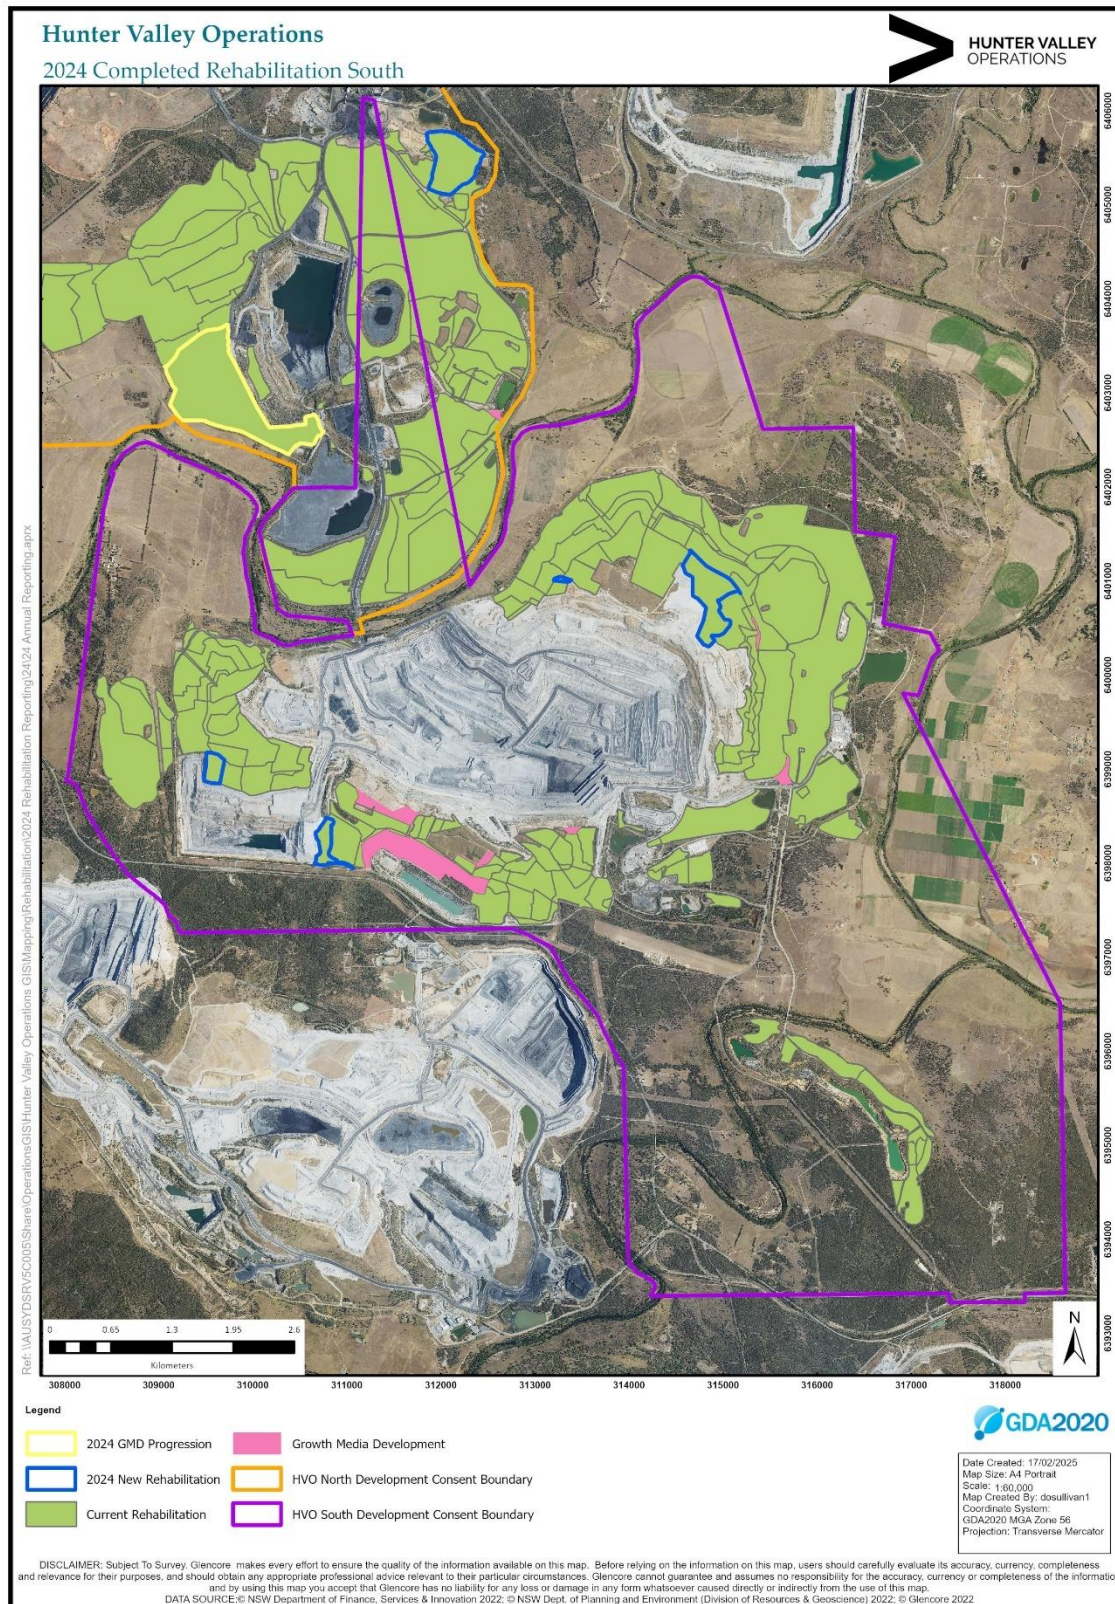 Hunter Valley Operations
2024 Completed Rehabilitation South
HUNTER VALLEY
OPERATIONS
6406000
6405000
6404000
6403000
6402000
6401000
6400000
6399000
6398000
6397000
6396000
6395000
6394000
6393000
Ref: \\AUSYDSRV5C005\Share\Operations\GIS\Hunter Valley Operations GIS\Mapping\Rehabilitation\2024 Rehabilitation Reporting\24\24 Annual Reporting.aprx
0 0.65 1.3 1.95 2.6
Kilometers
N
308000 309000 310000 311000 312000 313000 314000 315000 316000 317000 318000
Legend
2024 GMD Progression
Growth Media Development
2024 New Rehabilitation
HVO North Development Consent Boundary
Current Rehabilitation
HVO South Development Consent Boundary
GDA2020
Date Created: 17/02/2025
Map Size: A4 Portrait
Scale: 1:60,000
Map Created By: dosullivan1
Coordinate System:
GDA2020 MGA Zone 56
Projection: Transverse Mercator
DISCLAIMER: Subject To Survey. Glencore makes every effort to ensure the quality of the information available on this map. Before relying on the information on this map, users should carefully evaluate its accuracy, currency, completeness
and relevance for their purposes, and should obtain any appropriate professional advice relevant to their particular circumstances. Glencore cannot guarantee and assumes no responsibility for the accuracy, currency or completeness of the informatio
and by using this map you accept that Glencore has no liability for any loss or damage in any form whatsoever caused directly or indirectly from the use of this map.
DATA SOURCE:© NSW Department of Finance, Services & Innovation 2022; © NSW Dept. of Planning and Environment (Division of Resources & Geoscience) 2022; © Glencore 2022